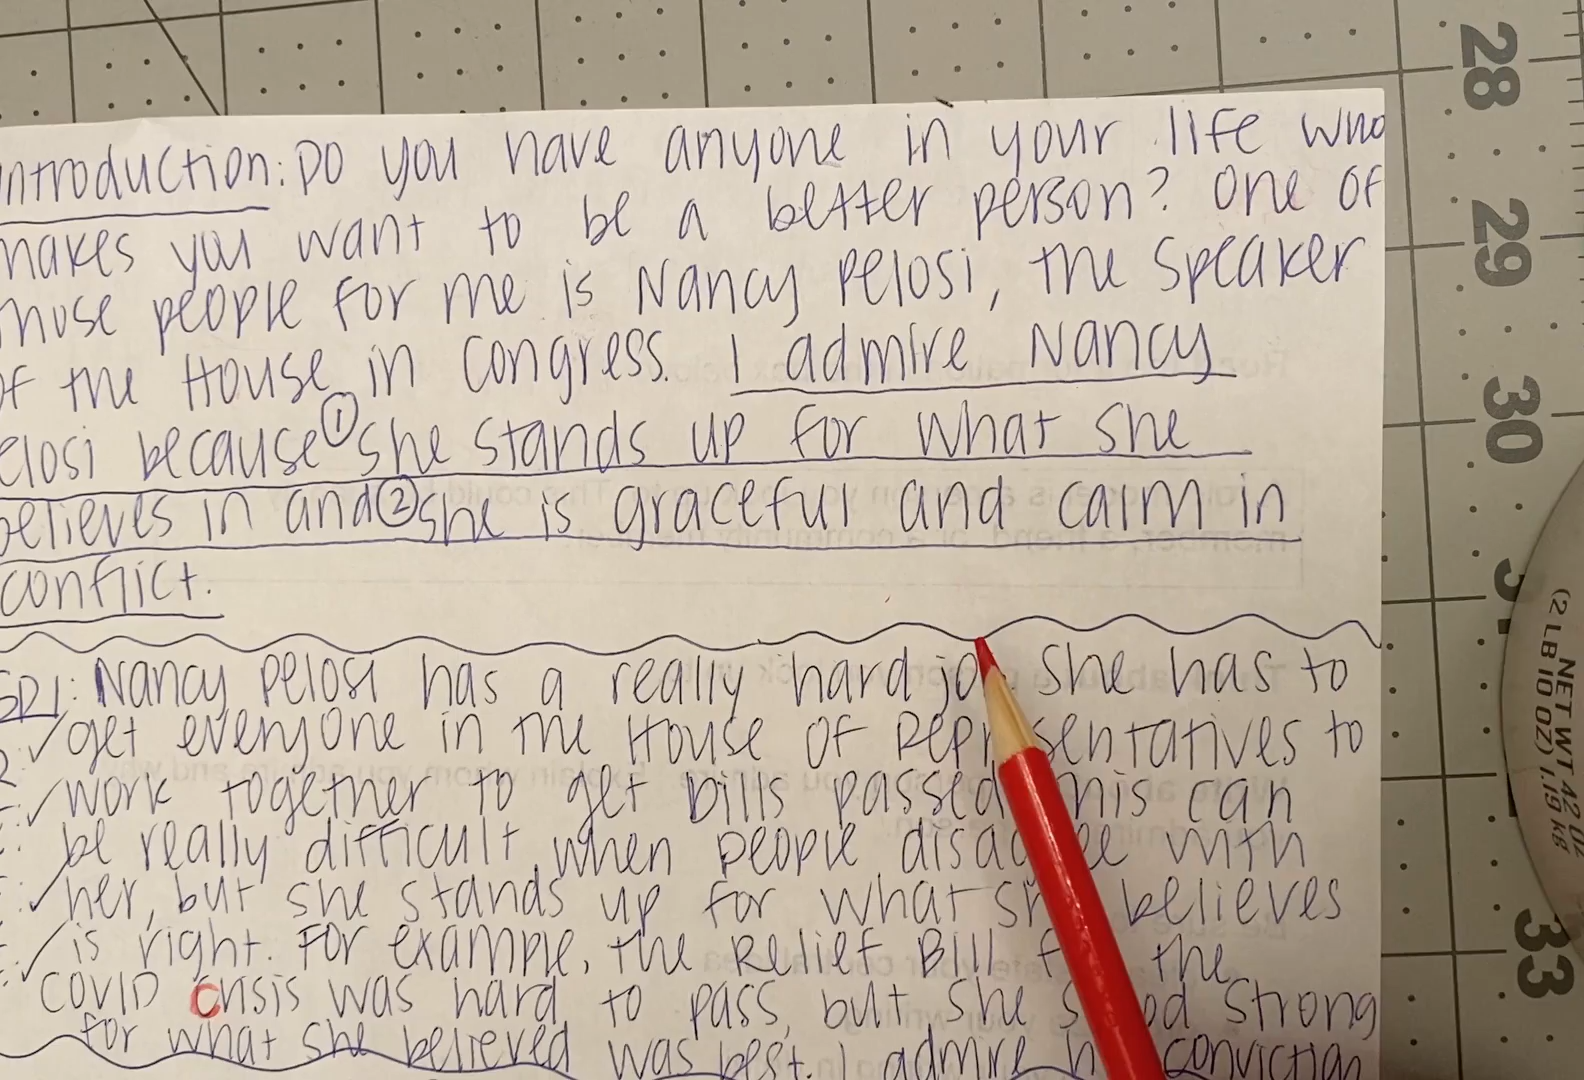 introduction: Do you have anyone in your life who
makes you want to be a better person? One of
those people for me is Nancy Pelosi, the Speaker
of the House in Congress. I admire Nancy
elosi because ① she stands up for what she
believes in and ② she is graceful and calm in
conflict.
SP1: Nancy Pelosi has a really hard job. She has to
get everyone in the House of Representatives to
work together to get bills passed. This can
be really difficult when people disagree with
her, but she stands up for what she believes
is right. For example, the Relief Bill the
COVID crisis was hard to pass, but she stood strong
for what she believed was best. I admire conviction
28
29
30
33
NET WT. 42 OZ
(2 LB 10 OZ) 1.19 kg